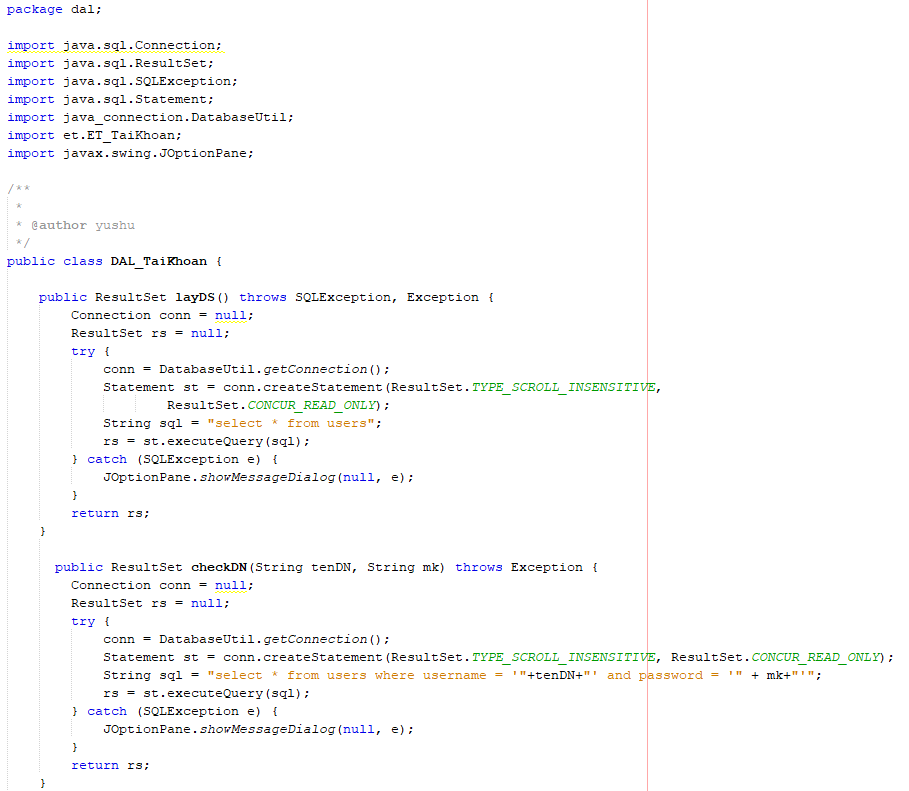 package dal;
import java.sql.Connection;
import java.sql.ResultSet;
import java.sql.SQLException;
import java.sql.Statement;
import java_connection.DatabaseUtil;
import et.ET_TaiKhoan;
import javax.swing.JOptionPane;
/**
 *
 * @author yushu
 */
public class DAL_TaiKhoan {
    public ResultSet layDS() throws SQLException, Exception {
        Connection conn = null;
        ResultSet rs = null;
        try {
            conn = DatabaseUtil.getConnection();
            Statement st = conn.createStatement(ResultSet.TYPE_SCROLL_INSENSITIVE,
                    ResultSet.CONCUR_READ_ONLY);
            String sql = "select * from users";
            rs = st.executeQuery(sql);
        } catch (SQLException e) {
            JOptionPane.showMessageDialog(null, e);
        }
        return rs;
    }
      public ResultSet checkDN(String tenDN, String mk) throws Exception {
        Connection conn = null;
        ResultSet rs = null;
        try {
            conn = DatabaseUtil.getConnection();
            Statement st = conn.createStatement(ResultSet.TYPE_SCROLL_INSENSITIVE, ResultSet.CONCUR_READ_ONLY);
            String sql = "select * from users where username = '"+tenDN+"' and password = '" + mk+"'";
            rs = st.executeQuery(sql);
        } catch (SQLException e) {
            JOptionPane.showMessageDialog(null, e);
        }
        return rs;
    }